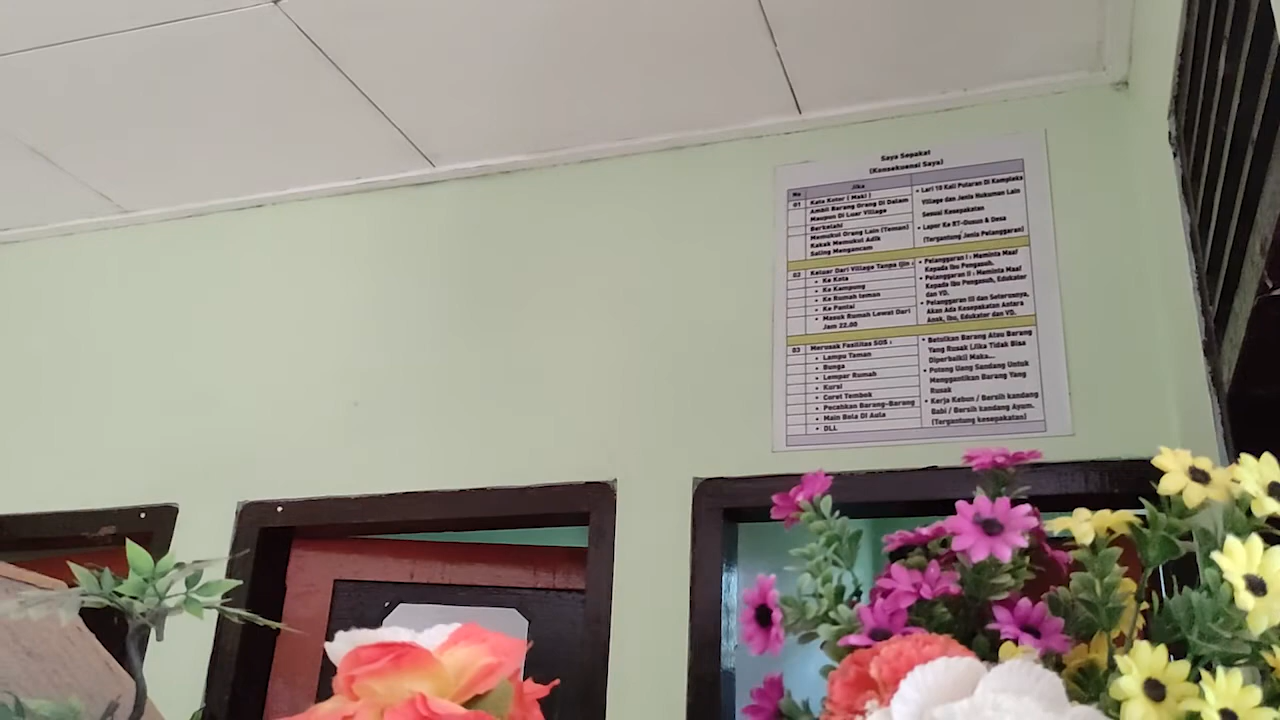 Saya Sepakat
(Konsekuensi Saya)
No Jika
01 Kata Kotor ( Maki )
Ambil Barang Orang Di Dalam
Maupun Di Luar Village
Berkelahi
Memukul Orang Lain (Teman)
Kakak Memukul Adik
Saling Mengancam
• Lari 10 Kali Putaran Di Kompleks
Village dan Jenis Hukuman Lain
Sesuai Kesepakatan
• Lapor Ke RT-Dusun & Desa
(Tergantung Jenis Pelanggaran)
02 Keluar Dari Village Tanpa Ijin :
• Ke Kota
• Ke Kampung
• Ke Rumah teman
• Ke Pantai
• Masuk Rumah Lewat Dari
Jam 22.00
• Pelanggaran I : Meminta Maaf
Kepada Ibu Pengasuh.
• Pelanggaran II : Meminta Maaf
Kepada Ibu Pengasuh, Edukator
dan VD.
• Pelanggaran III dan Seterusnya,
Akan Ada Kesepakatan Antara
Anak, Ibu, Edukator dan VD.
03 Merusak Fasilitas SOS :
• Lampu Taman
• Bunga
• Lempar Rumah
• Kursi
• Coret Tembok
• Pecahkan Barang-Barang
• Main Bola Di Aula
• DLL
• Betulkan Barang Atau Barang
Yang Rusak (Jika Tidak Bisa
Diperbaiki) Maka...
• Potong Uang Sandang Untuk
Menggantikan Barang Yang
Rusak
• Kerja Kebun / Bersih kandang
Babi / Bersih kandang Ayam.
(Tergantung kesepakatan)